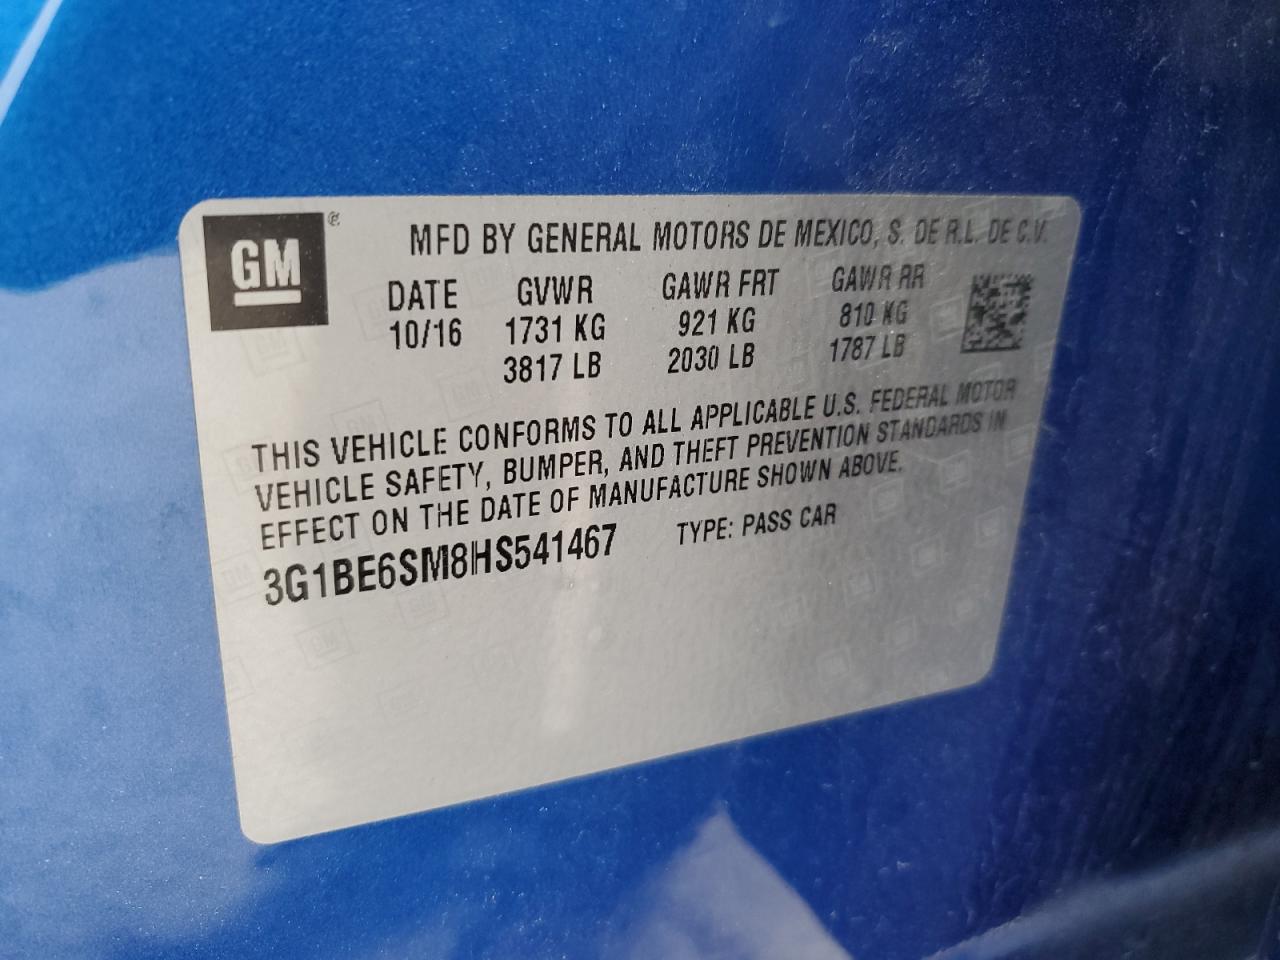 GM ®
MFD BY GENERAL MOTORS DE MEXICO, S. DE R.L. DE C.V.
DATE GVWR GAWR FRT GAWR RR
10/16 1731 KG 921 KG 810 KG
3817 LB 2030 LB 1787 LB
THIS VEHICLE CONFORMS TO ALL APPLICABLE U.S. FEDERAL MOTOR
VEHICLE SAFETY, BUMPER, AND THEFT PREVENTION STANDARDS IN
EFFECT ON THE DATE OF MANUFACTURE SHOWN ABOVE.
3G1BE6SM8HS541467 TYPE: PASS CAR